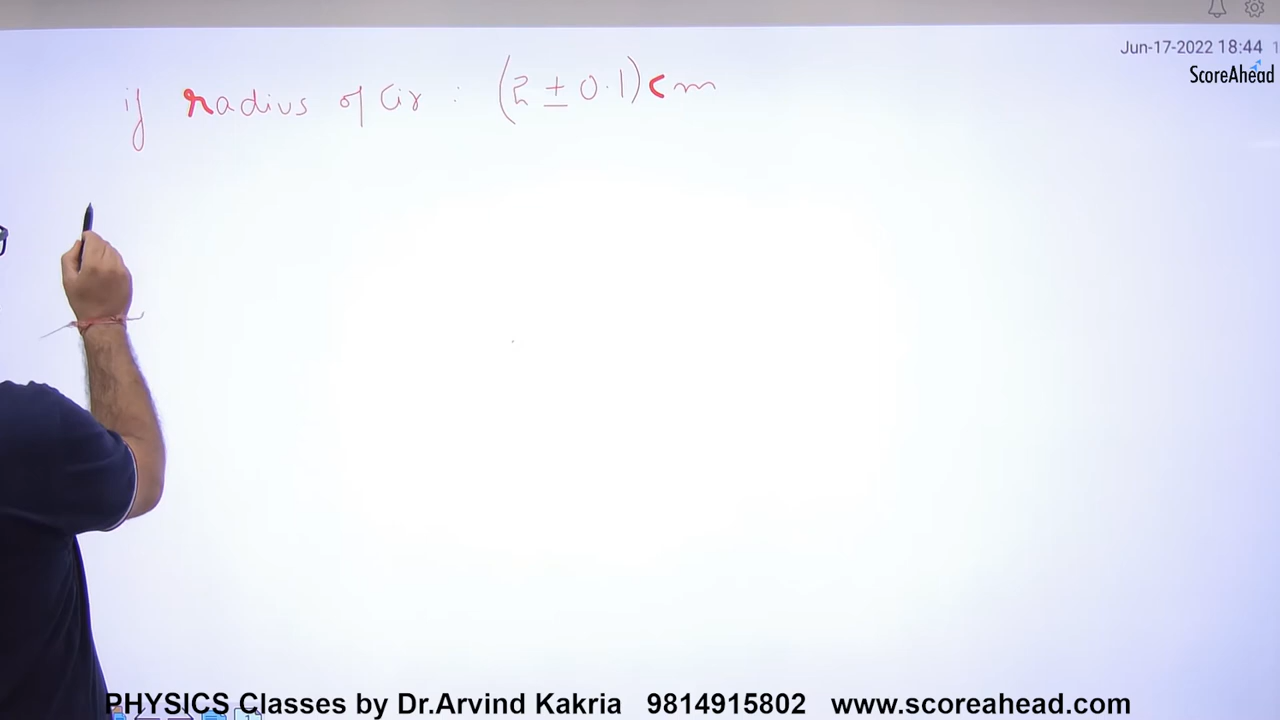 Jun-17-2022 18:44 1
ScoreAhead
if radius of Cir : (2 ± 0.1) cm
PHYSICS Classes by Dr.Arvind Kakria 9814915802 www.scoreahead.com